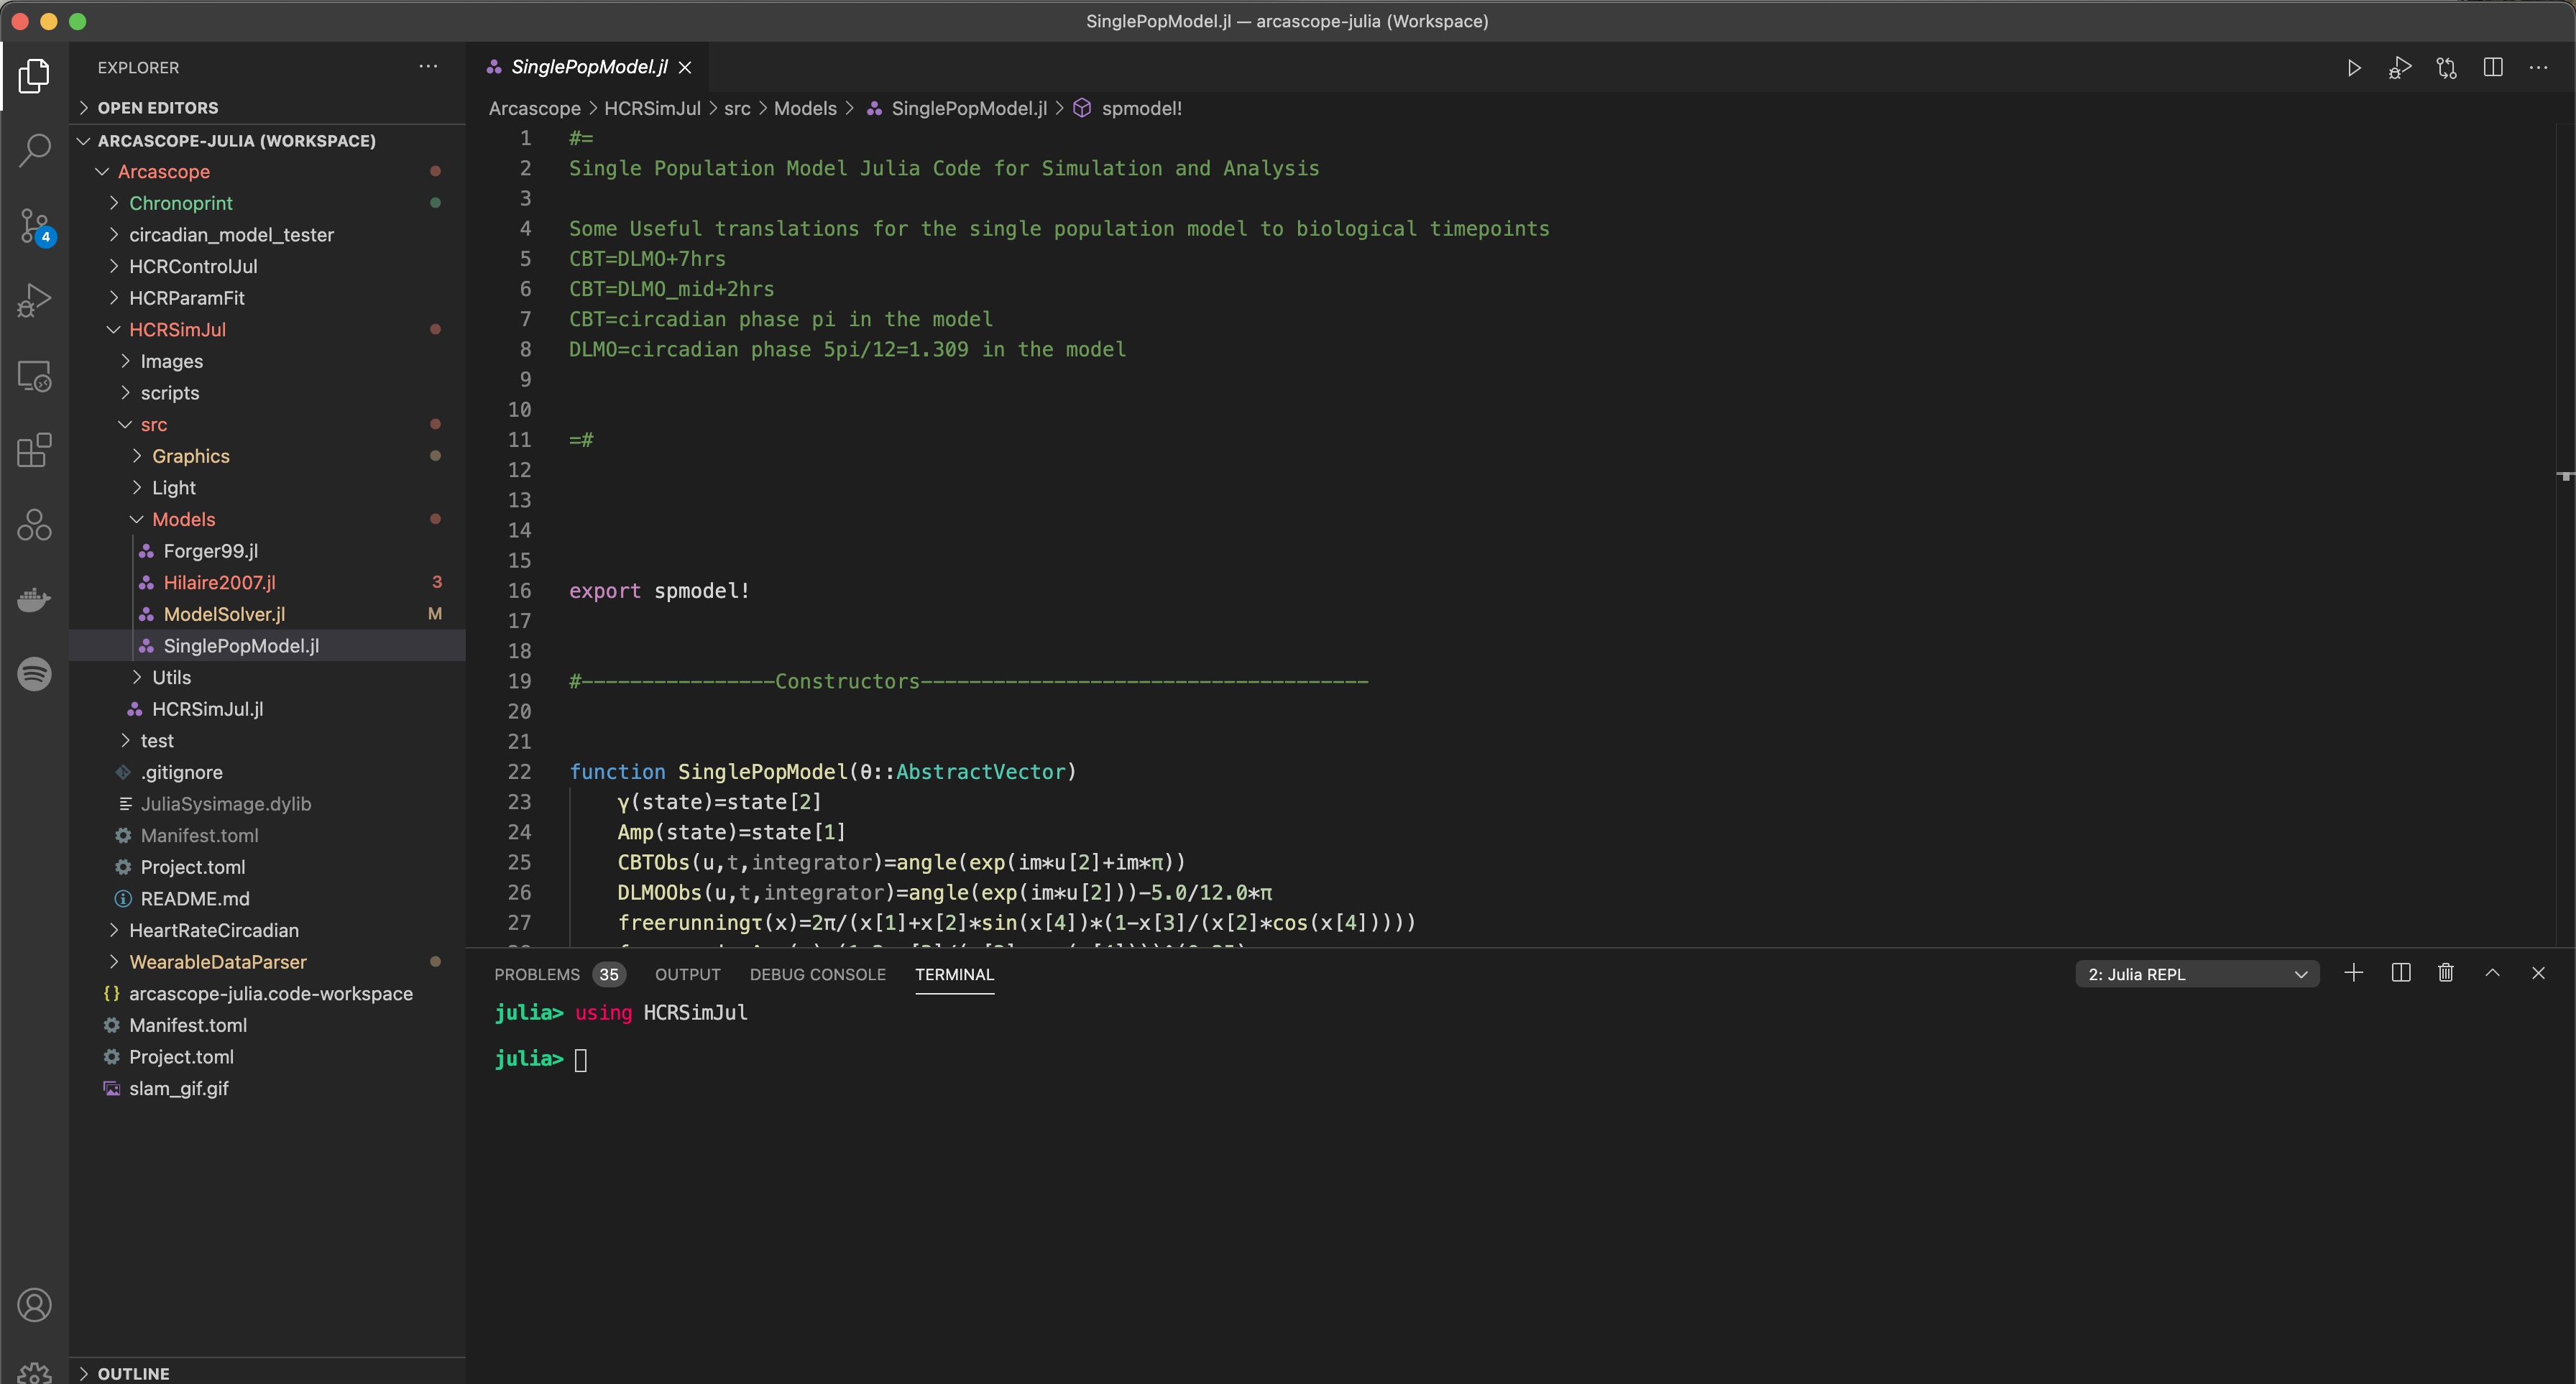 SinglePopModel.jl — arcascope-julia (Workspace)
EXPLORER
OPEN EDITORS
ARCASCOPE-JULIA (WORKSPACE)
Arcascope
Chronoprint
circadian_model_tester
HCRControlJul
HCRParamFit
HCRSimJul
Images
scripts
src
Graphics
Light
Models
Forger99.jl
Hilaire2007.jl 3
ModelSolver.jl M
SinglePopModel.jl
Utils
HCRSimJul.jl
test
.gitignore
JuliaSysimage.dylib
Manifest.toml
Project.toml
README.md
HeartRateCircadian
WearableDataParser
arcascope-julia.code-workspace
Manifest.toml
Project.toml
slam_gif.gif
OUTLINE
4
SinglePopModel.jl
Arcascope > HCRSimJul > src > Models > SinglePopModel.jl > spmodel!
1 #=
2 Single Population Model Julia Code for Simulation and Analysis
3
4 Some Useful translations for the single population model to biological timepoints
5 CBT=DLMO+7hrs
6 CBT=DLMO_mid+2hrs
7 CBT=circadian phase pi in the model
8 DLMO=circadian phase 5pi/12=1.309 in the model
9
10
11 =#
12
13
14
15
16 export spmodel!
17
18
19 #----------------Constructors-------------------------------------
20
21
22 function SinglePopModel(θ::AbstractVector)
23 γ(state)=state[2]
24 Amp(state)=state[1]
25 CBTObs(u,t,integrator)=angle(exp(im*u[2]+im*π))
26 DLMOObs(u,t,integrator)=angle(exp(im*u[2]))-5.0/12.0*π
27 freerunningτ(x)=2π/(x[1]+x[2]*sin(x[4])*(1-x[3]/(x[2]*cos(x[4]))))
PROBLEMS 35 OUTPUT DEBUG CONSOLE TERMINAL
2: Julia REPL
julia> using HCRSimJul
julia>